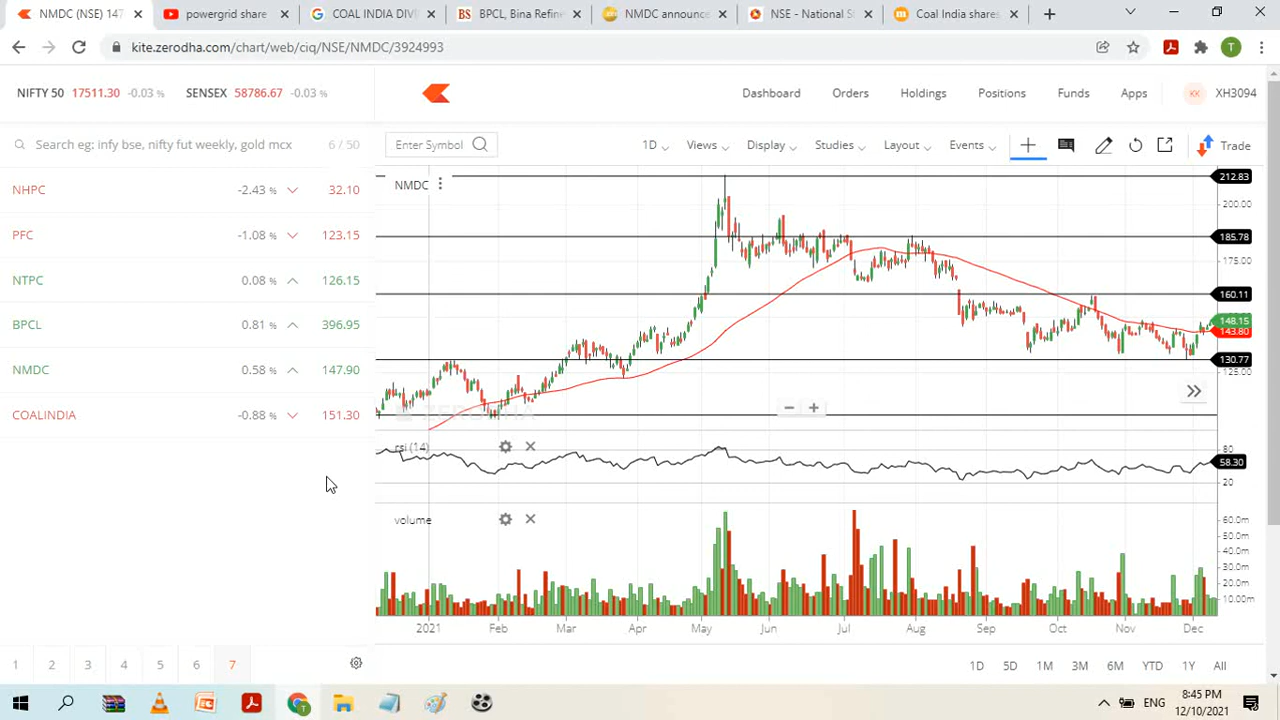 NMDC (NSE) 147
powergrid share
COAL INDIA DIVI
BPCL, Bina Refine
NMDC announce
NSE - National S
Coal India shares
kite.zerodha.com/chart/web/ciq/NSE/NMDC/3924993
T
NIFTY 50 17511.30 -0.03 % SENSEX 58786.67 -0.03 %
Dashboard Orders Holdings Positions Funds Apps KK XH3094
Search eg: infy bse, nifty fut weekly, gold mcx 6 / 50
Enter Symbol 1D Views Display Studies Layout Events Trade
NHPC -2.43 % 32.10
PFC -1.08 % 123.15
NTPC 0.08 % 126.15
BPCL 0.81 % 396.95
NMDC 0.58 % 147.90
COALINDIA -0.88 % 151.30
NMDC
212.83
200.00
185.78
175.00
160.11
148.15
143.80
130.77
125.00
ZERODHA
rsi (14)
80
58.30
20
volume
60.0m
50.0m
40.0m
30.0m
20.0m
10.00m
2021 Feb Mar Apr May Jun Jul Aug Sep Oct Nov Dec
1 2 3 4 5 6 7
1D 5D 1M 3M 6M YTD 1Y All
ENG
8:45 PM
12/10/2021